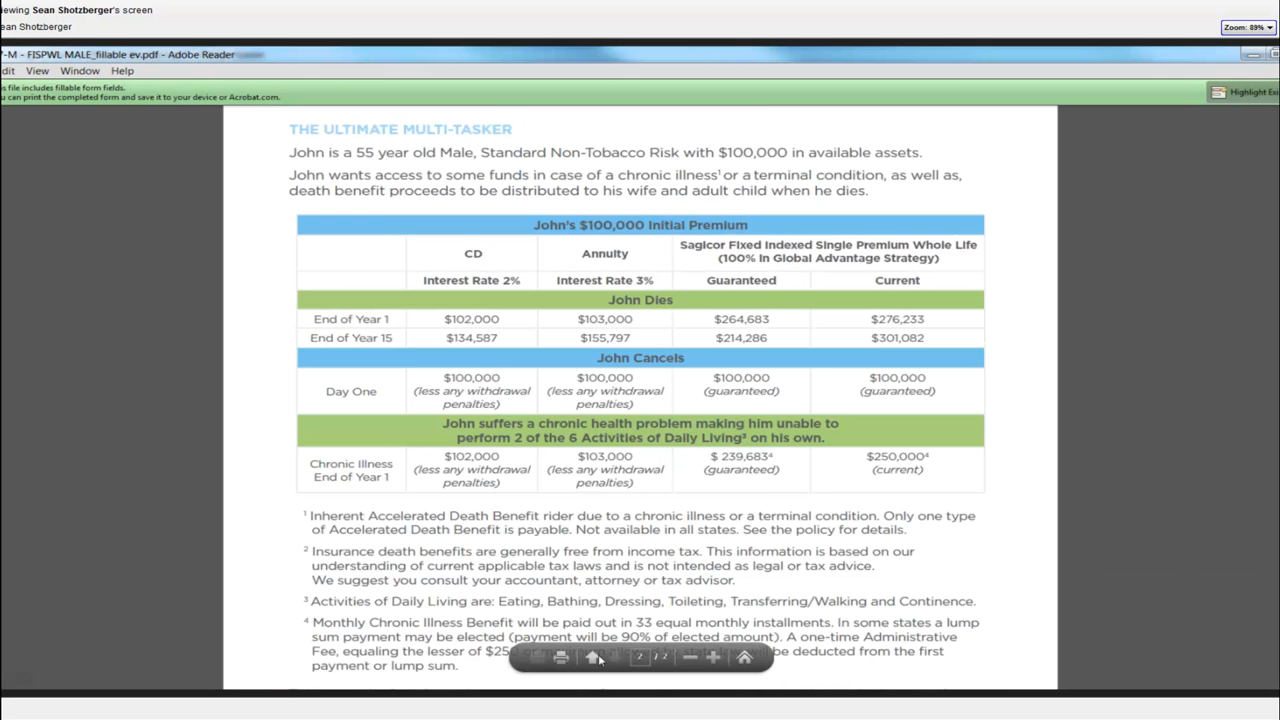 iewing Sean Shotzberger's screen
ean Shotzberger
Zoom: 89%
7-M - FISPWL MALE_fillable ev.pdf - Adobe Reader
dit View Window Help
s file includes fillable form fields.
u can print the completed form and save it to your device or Acrobat.com.
Highlight Ex
THE ULTIMATE MULTI-TASKER
John is a 55 year old Male, Standard Non-Tobacco Risk with $100,000 in available assets.
John wants access to some funds in case of a chronic illness¹ or a terminal condition, as well as,
death benefit proceeds to be distributed to his wife and adult child when he dies.
John's $100,000 Initial Premium
CD Annuity Sagicor Fixed Indexed Single Premium Whole Life
(100% in Global Advantage Strategy)
Interest Rate 2% Interest Rate 3% Guaranteed Current
John Dies
End of Year 1 $102,000 $103,000 $264,683 $276,233
End of Year 15 $134,587 $155,797 $214,286 $301,082
John Cancels
Day One $100,000 $100,000 $100,000 $100,000
(less any withdrawal (less any withdrawal (guaranteed) (guaranteed)
penalties) penalties)
John suffers a chronic health problem making him unable to
perform 2 of the 6 Activities of Daily Living³ on his own.
Chronic Illness $102,000 $103,000 $ 239,683⁴ $250,000⁴
End of Year 1 (less any withdrawal (less any withdrawal (guaranteed) (current)
penalties) penalties)
¹ Inherent Accelerated Death Benefit rider due to a chronic illness or a terminal condition. Only one type
of Accelerated Death Benefit is payable. Not available in all states. See the policy for details.
² Insurance death benefits are generally free from income tax. This information is based on our
understanding of current applicable tax laws and is not intended as legal or tax advice.
We suggest you consult your accountant, attorney or tax advisor.
³ Activities of Daily Living are: Eating, Bathing, Dressing, Toileting, Transferring/Walking and Continence.
⁴ Monthly Chronic Illness Benefit will be paid out in 33 equal monthly installments. In some states a lump
sum payment may be elected (payment will be 90% of elected amount). A one-time Administrative
Fee, equaling the lesser of $25 be deducted from the first
2 / 2
payment or lump sum.